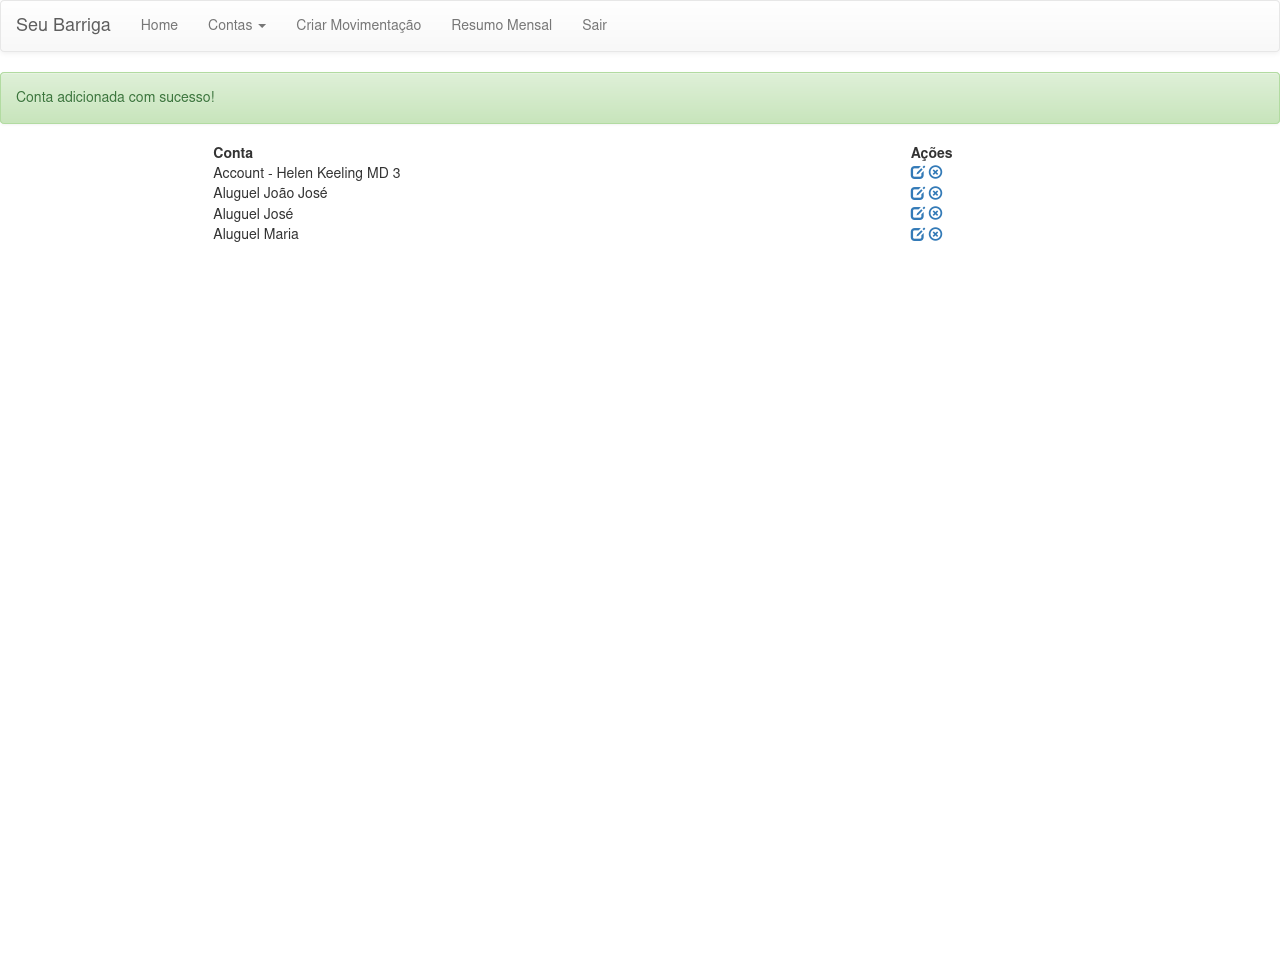 Seu Barriga Home Contas Criar Movimentação Resumo Mensal Sair
Conta adicionada com sucesso!
Conta Ações
Account - Helen Keeling MD 3
Aluguel João José
Aluguel José
Aluguel Maria